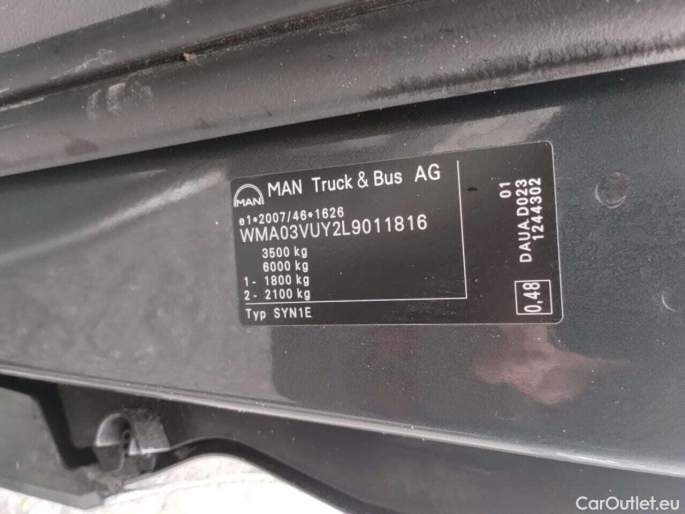 MAN MAN Truck & Bus AG
e1*2007/46*1626
WMA03VUY2L9011816
3500 kg
6000 kg
1- 1800 kg
2- 2100 kg
Typ SYN1E
01
DAUA.D023
1244302
0,48
CarOutlet.eu